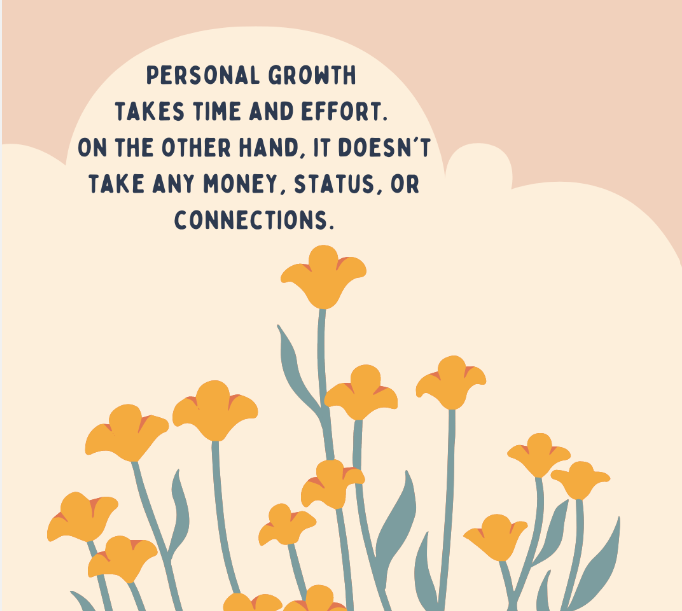 PERSONAL GROWTH
TAKES TIME AND EFFORT.
ON THE OTHER HAND, IT DOESN'T
TAKE ANY MONEY, STATUS, OR
CONNECTIONS.